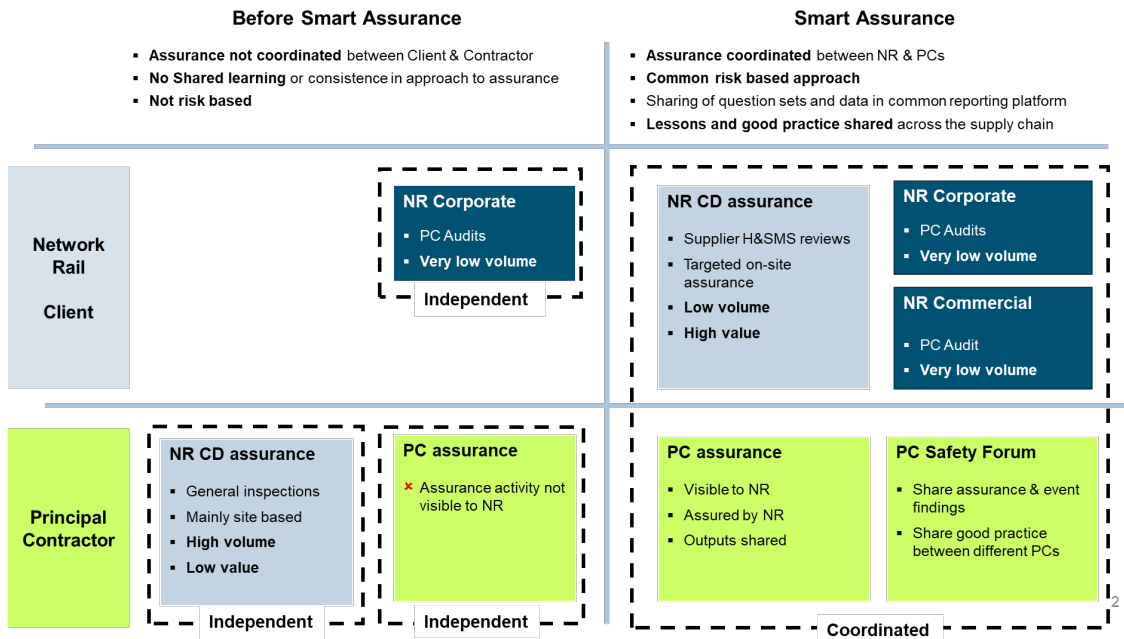 Before Smart Assurance
Smart Assurance
▪ Assurance not coordinated between Client & Contractor
▪ No Shared learning or consistence in approach to assurance
▪ Not risk based
▪ Assurance coordinated between NR & PCs
▪ Common risk based approach
▪ Sharing of question sets and data in common reporting platform
▪ Lessons and good practice shared across the supply chain
Network
Rail
Client
NR Corporate
▪ PC Audits
▪ Very low volume
Independent
NR CD assurance
▪ Supplier H&SMS reviews
▪ Targeted on-site
assurance
▪ Low volume
▪ High value
NR Corporate
▪ PC Audits
▪ Very low volume
NR Commercial
▪ PC Audit
▪ Very low volume
Principal
Contractor
NR CD assurance
▪ General inspections
▪ Mainly site based
▪ High volume
▪ Low value
Independent
PC assurance
✘ Assurance activity not
visible to NR
Independent
PC assurance
▪ Visible to NR
▪ Assured by NR
▪ Outputs shared
PC Safety Forum
▪ Share assurance & event
findings
▪ Share good practice
between different PCs
Coordinated
2